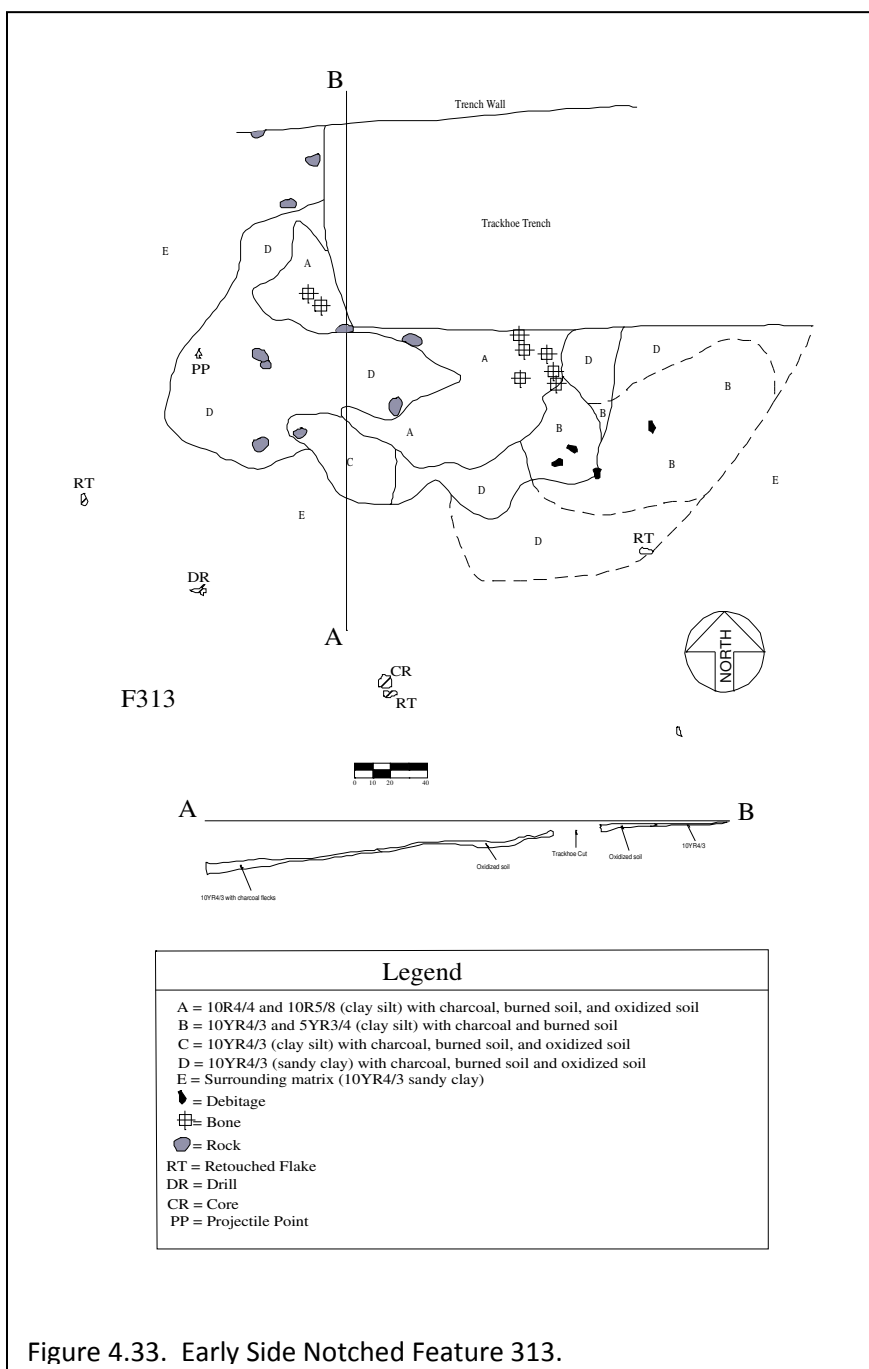 B
Trench Wall
Trackhoe Trench
E
D
A
PP
D
A
D
D
B
D
B
B
A
D
C
B
RT
E
D
E
D
RT
DR
A
NORTH
CR
RT
F313
0 10 20 40
A
B
Oxidized soil
Trackhoe Cut
Oxidized soil
10YR4/3
10YR4/3 with charcoal flecks
Legend
A = 10R4/4 and 10R5/8 (clay silt) with charcoal, burned soil, and oxidized soil
B = 10YR4/3 and 5YR3/4 (clay silt) with charcoal and burned soil
C = 10YR4/3 (clay silt) with charcoal, burned soil, and oxidized soil
D = 10YR4/3 (sandy clay) with charcoal, burned soil and oxidized soil
E = Surrounding matrix (10YR4/3 sandy clay)
= Debitage
= Bone
= Rock
RT = Retouched Flake
DR = Drill
CR = Core
PP = Projectile Point
Figure 4.33. Early Side Notched Feature 313.